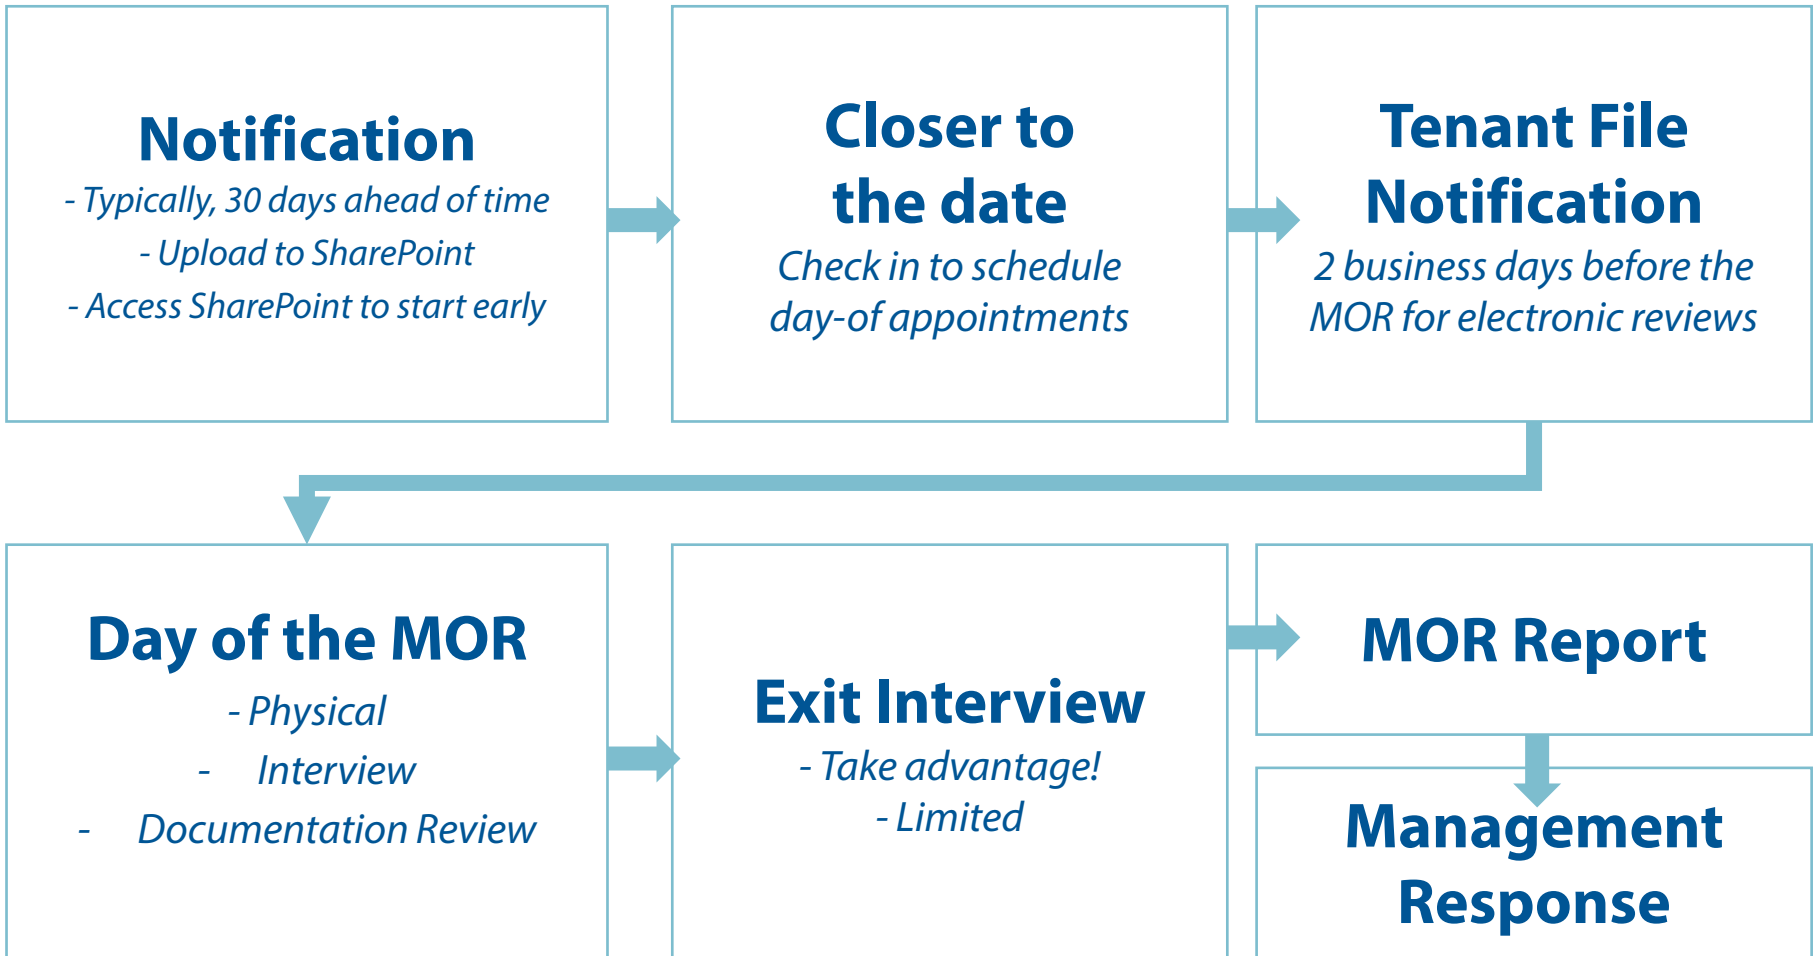 Notification
- Typically, 30 days ahead of time
- Upload to SharePoint
- Access SharePoint to start early
Closer to
the date
Check in to schedule
day-of appointments
Tenant File
Notification
2 business days before the
MOR for electronic reviews
Day of the MOR
- Physical
- Interview
- Documentation Review
Exit Interview
- Take advantage!
- Limited
MOR Report
Management
Response